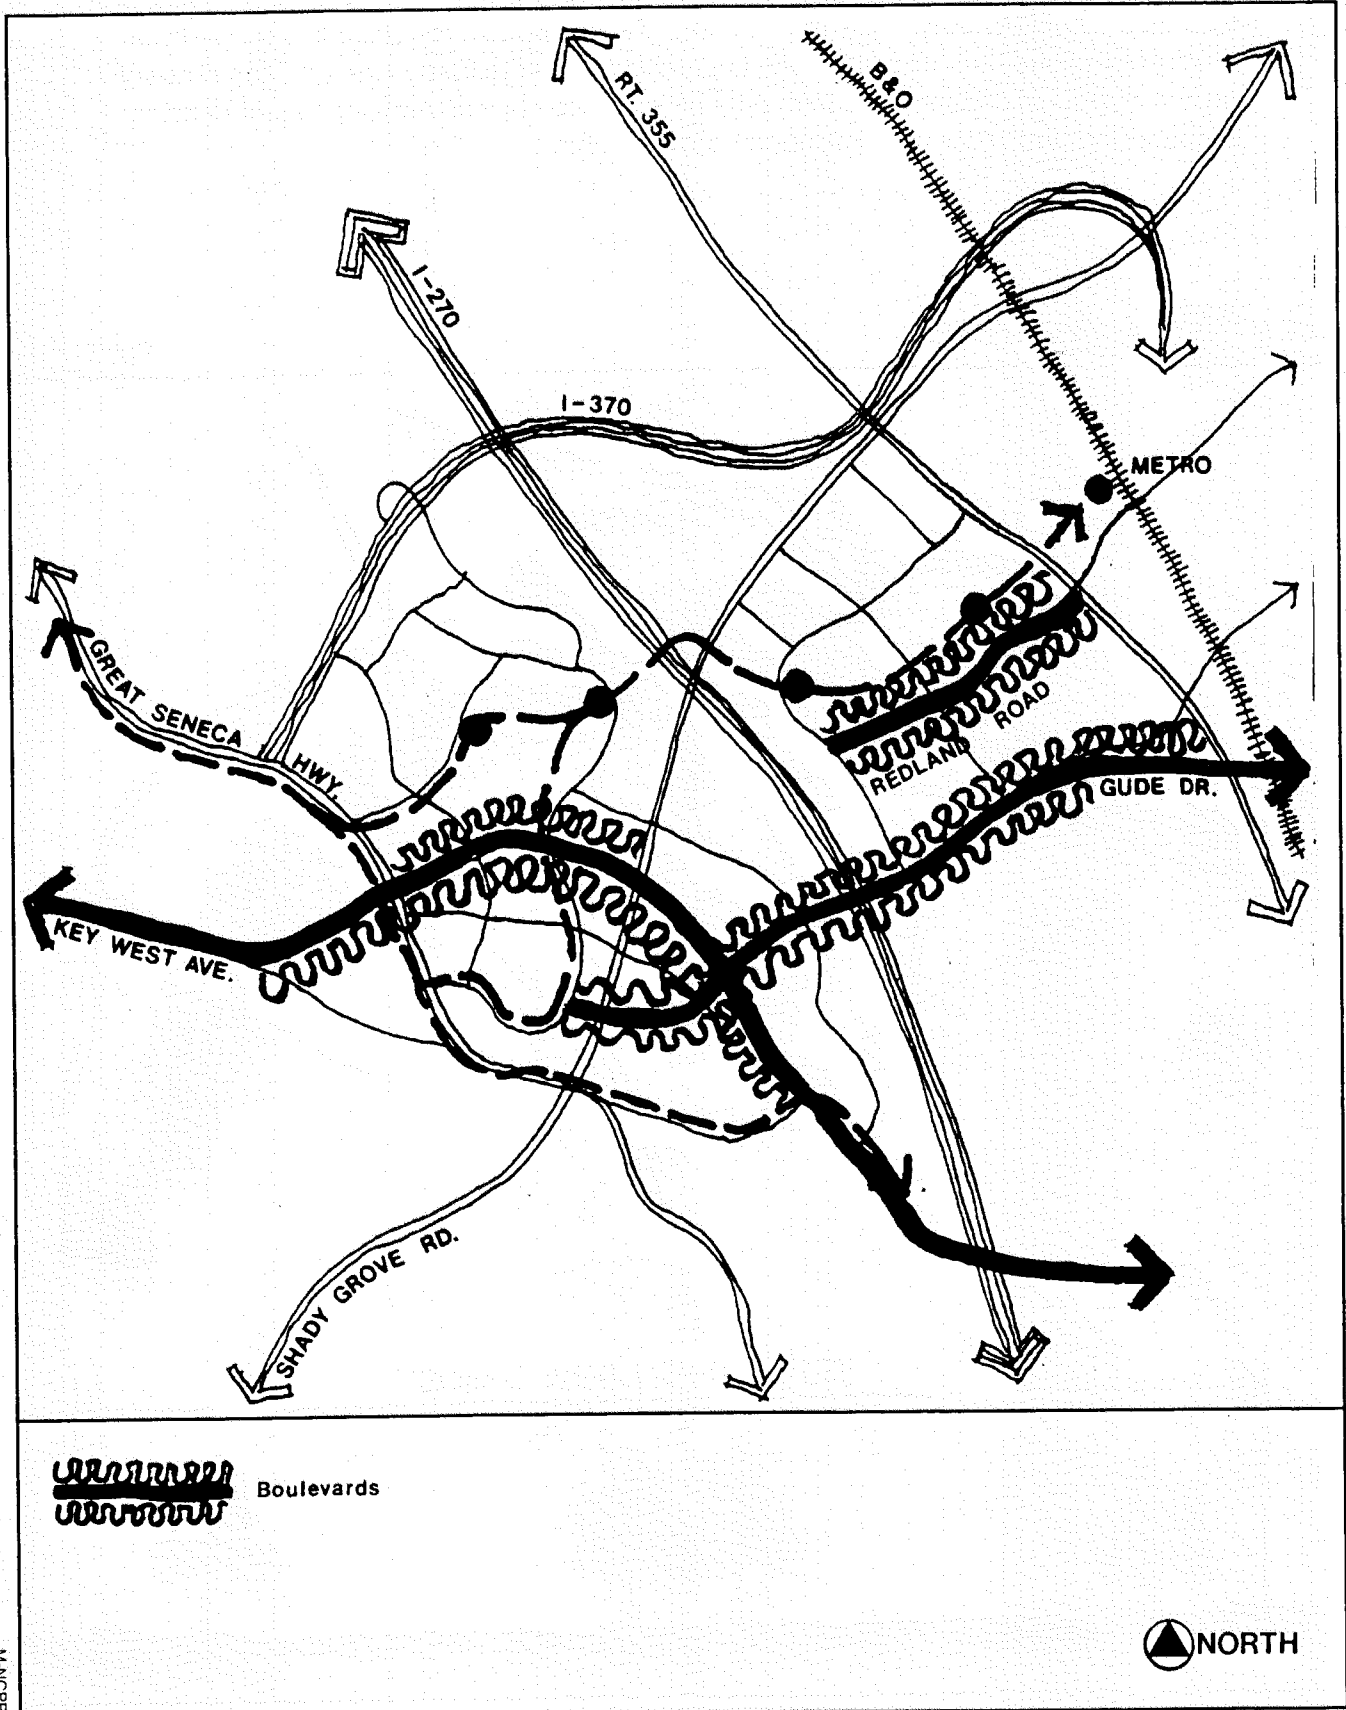 RT. 355
B&O
I-270
I-370
METRO
GREAT SENECA HWY.
REDLAND ROAD
GUDE DR.
KEY WEST AVE.
SHADY GROVE RD.
Boulevards
NORTH